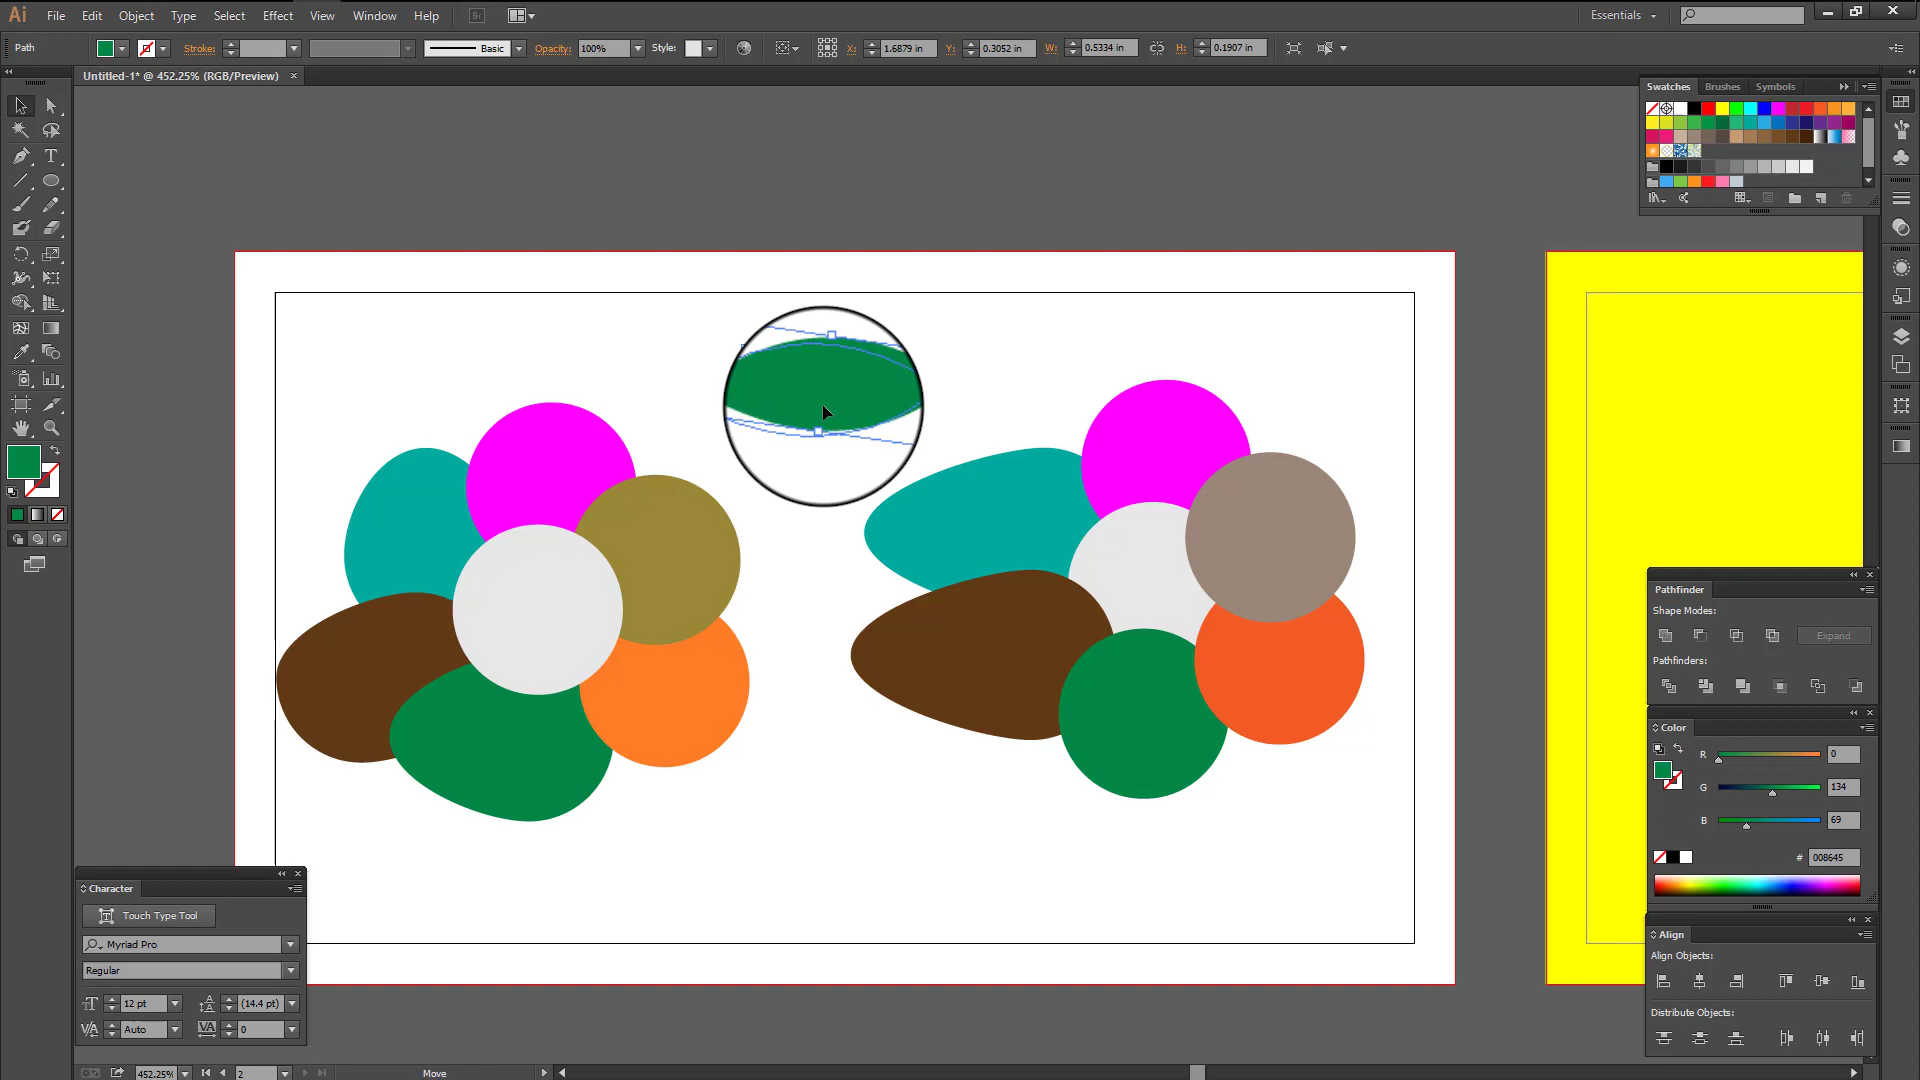 Ai File Edit Object Type Select Effect View Window Help Br Essentials
Path Stroke: Basic Opacity: 100% Style: X: 1.6879 in Y: 0.3052 in W: 0.5334 in H: 0.1907 in
Untitled-1* @ 452.25% (RGB/Preview)
Swatches Brushes Symbols
Pathfinder
Shape Modes:
Expand
Pathfinders:
Color
R 0
G 134
B 69
# 008645
Character
Touch Type Tool
Myriad Pro
Regular
12 pt (14.4 pt)
Auto 0
Align
Align Objects:
Distribute Objects:
452.25% 2 Move